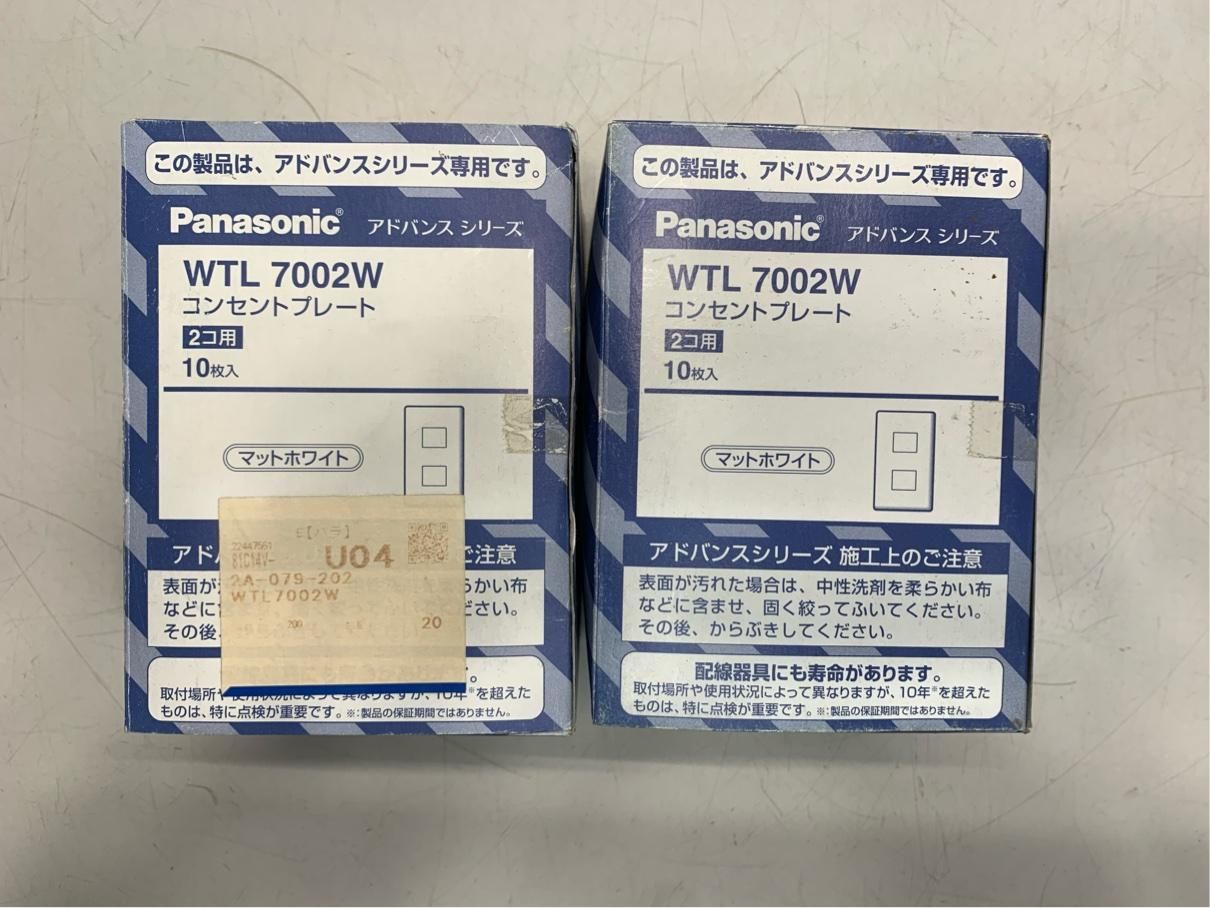 この製品は、アドバンスシリーズ専用です。
Panasonic® アドバンス シリーズ
WTL 7002W
コンセントプレート
2コ用
10枚入
マットホワイト
アド
ご注意
表面が
らかい布
などに
ださい。
その後、
E【バラ】
22447561
81C14V-
U04
2A-079-202
WTL7002W
200
20
取付場所や使用状況によって異なりますが、10年※を超えた
ものは、特に点検が重要です。※:製品の保証期間ではありません。
この製品は、アドバンスシリーズ専用です。
Panasonic® アドバンス シリーズ
WTL 7002W
コンセントプレート
2コ用
10枚入
マットホワイト
アドバンスシリーズ 施工上のご注意
表面が汚れた場合は、中性洗剤を柔らかい布
などに含ませ、固く絞ってふいてください。
その後、からぶきしてください。
配線器具にも寿命があります。
取付場所や使用状況によって異なりますが、10年※を超えた
ものは、特に点検が重要です。※:製品の保証期間ではありません。